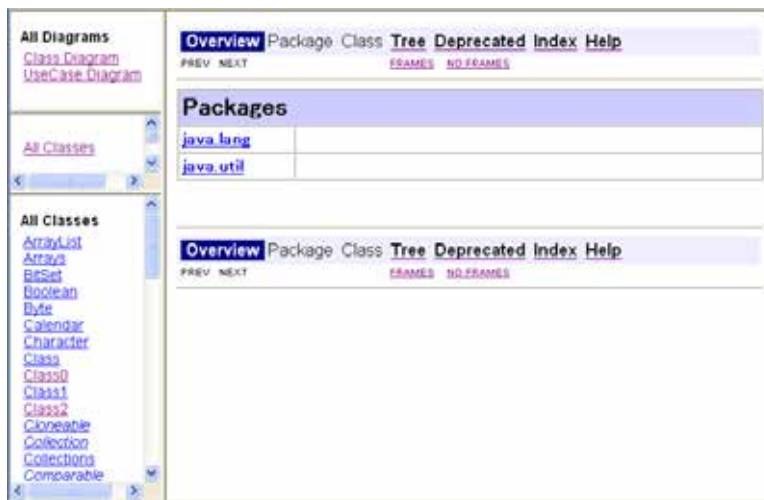 All Diagrams
Class Diagram
UseCase Diagram
All Classes
All Classes
ArrayList
Arrays
BitSet
Boolean
Byte
Calendar
Character
Class
Class0
Class1
Class2
Cloneable
Collection
Collections
Comparable
Overview Package Class Tree Deprecated Index Help
PREV NEXT FRAMES NO FRAMES
Packages
java.lang
java.util
Overview Package Class Tree Deprecated Index Help
PREV NEXT FRAMES NO FRAMES